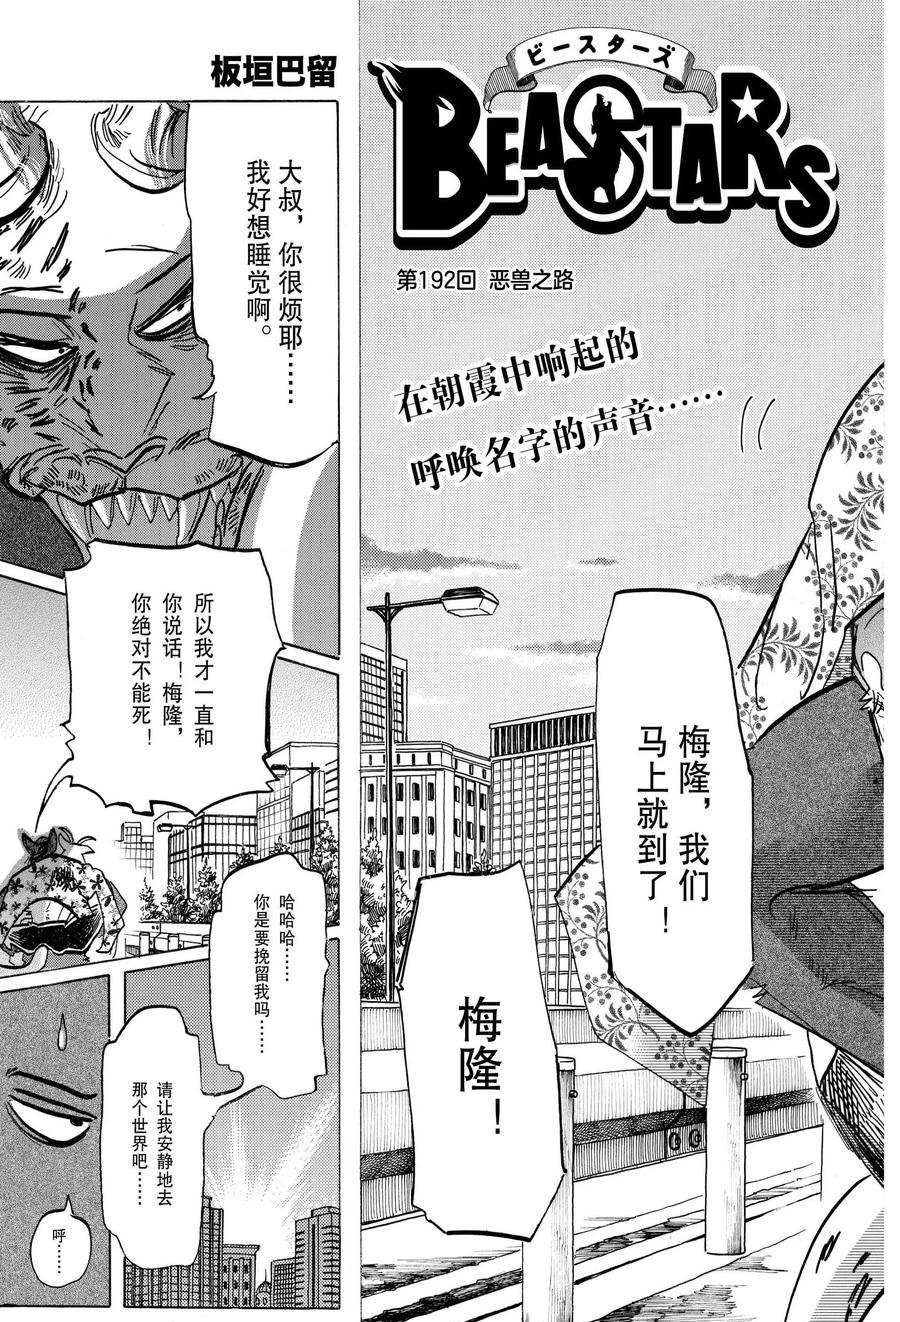 ビースターズ
BEASTARS
第192回 恶兽之路
在朝霞中响起的
呼唤名字的声音……
梅隆，我们
马上就到了！
梅隆！
板垣巴留
大叔，你很烦耶……
我好想睡觉啊。
所以我才一直和
你说话！梅隆，
你绝对不能死！
哈哈哈……
你是要挽留我吗……
请让我安静地去
那个世界吧……
呼……